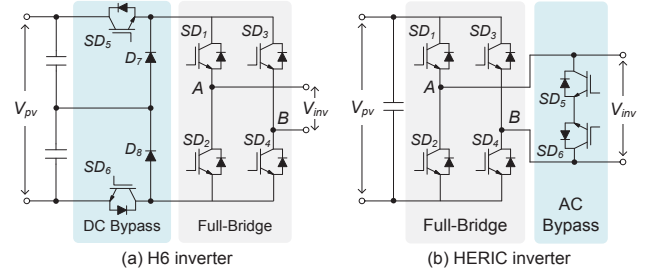 SD5
D7
SD1
SD3
A
B
Vpv
Vinv
D8
SD2
SD4
SD6
DC Bypass
Full-Bridge
(a) H6 inverter
SD1
SD3
A
B
Vpv
SD5
SD6
Vinv
SD2
SD4
Full-Bridge
AC
Bypass
(b) HERIC inverter